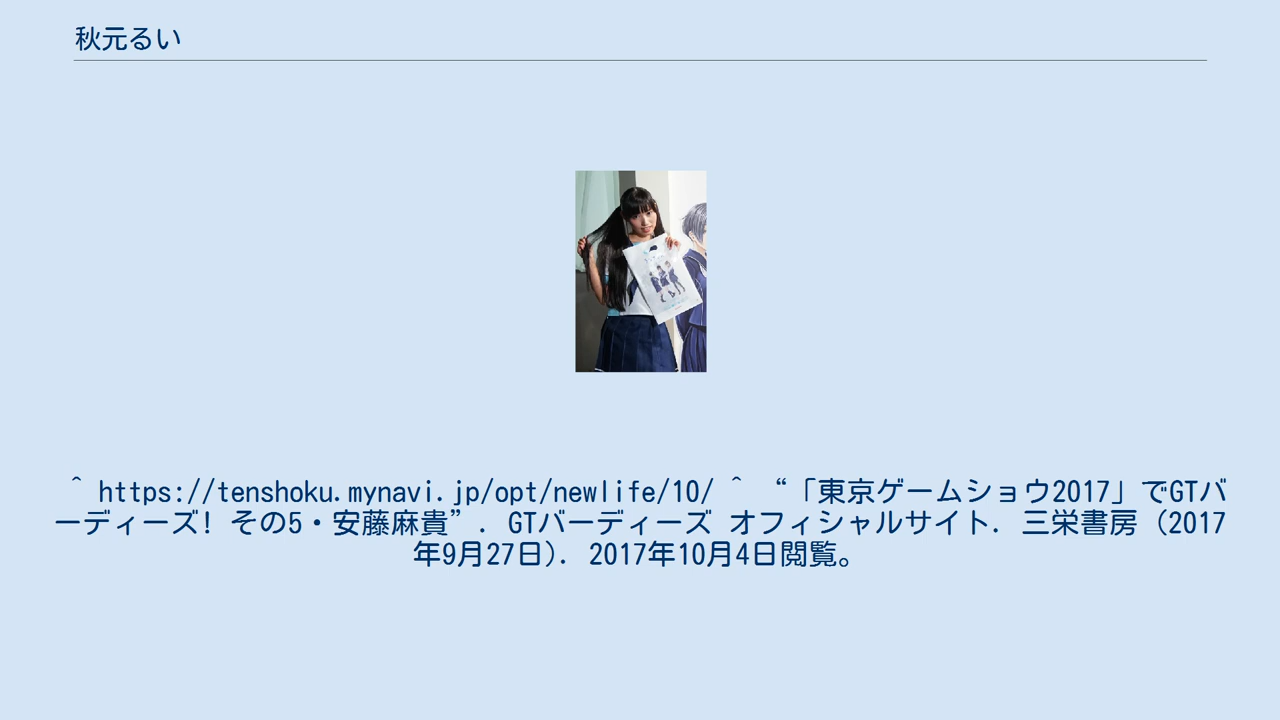 秋元るい
^ https://tenshoku.mynavi.jp/opt/newlife/10/ ^ “「東京ゲームショウ2017」でGTバ
ーディーズ! その5・安藤麻貴”. GTバーディーズ オフィシャルサイト. 三栄書房 (2017
年9月27日). 2017年10月4日閲覧。